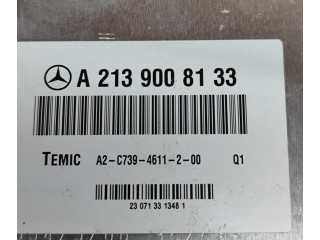 A 213 900 81 33
TEMIC A2-C739-4611-2-00 Q1
23 071 33 1348 1